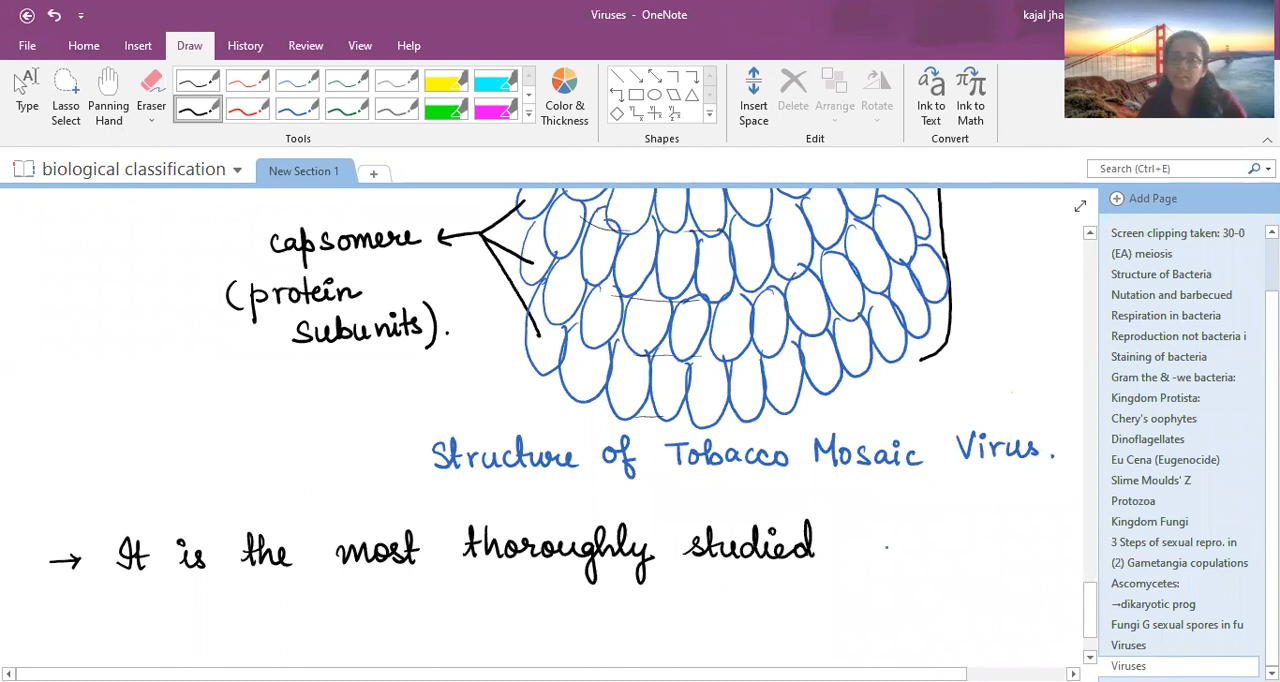 Viruses - OneNote
kajal jha
File Home Insert Draw History Review View Help
Type
Lasso Select
Panning Hand
Eraser
Color & Thickness
Insert Space
Delete
Arrange
Rotate
Ink to Text
Ink to Math
Tools
Shapes
Edit
Convert
biological classification
New Section 1
Search (Ctrl+E)
Add Page
Screen clipping taken: 30-0
(EA) meiosis
Structure of Bacteria
Nutation and barbecued
Respiration in bacteria
Reproduction not bacteria i
Staining of bacteria
Gram the & -we bacteria:
Kingdom Protista:
Chery's oophytes
Dinoflagellates
Eu Cena (Eugenocide)
Slime Moulds' Z
Protozoa
Kingdom Fungi
3 Steps of sexual repro. in
(2) Gametangia copulations
Ascomycetes:
→dikaryotic prog
Fungi G sexual spores in fu
Viruses
Viruses
capsomere
(protein
subunits).
Structure of Tobacco Mosaic Virus.
→ It is the most thoroughly studied